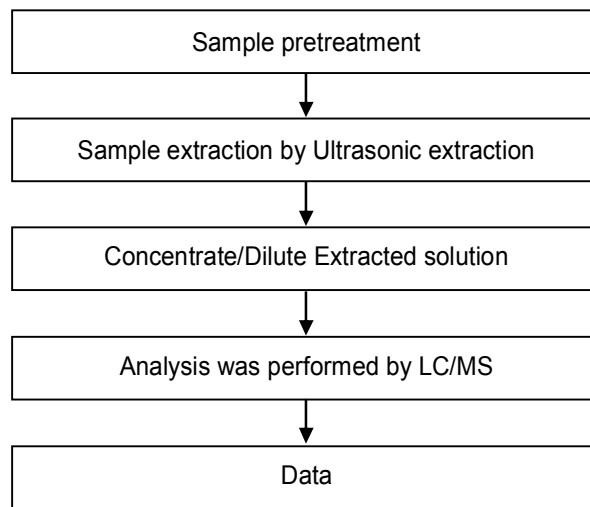 Sample pretreatment
Sample extraction by Ultrasonic extraction
Concentrate/Dilute Extracted solution
Analysis was performed by LC/MS
Data